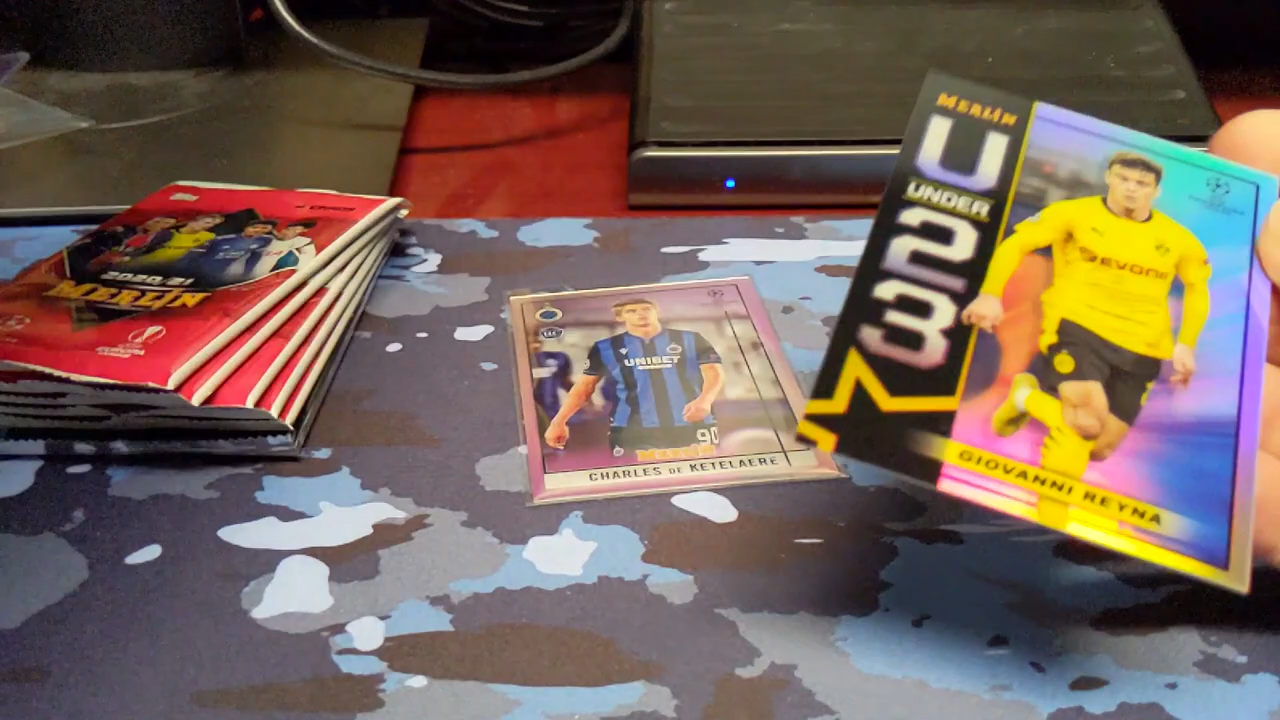 2020/21
MERLIN
UNIBET
90
MERLIN
CHARLES DE KETELAERE
MERLIN
U
UNDER
23
EVONIK
GIOVANNI REYNA